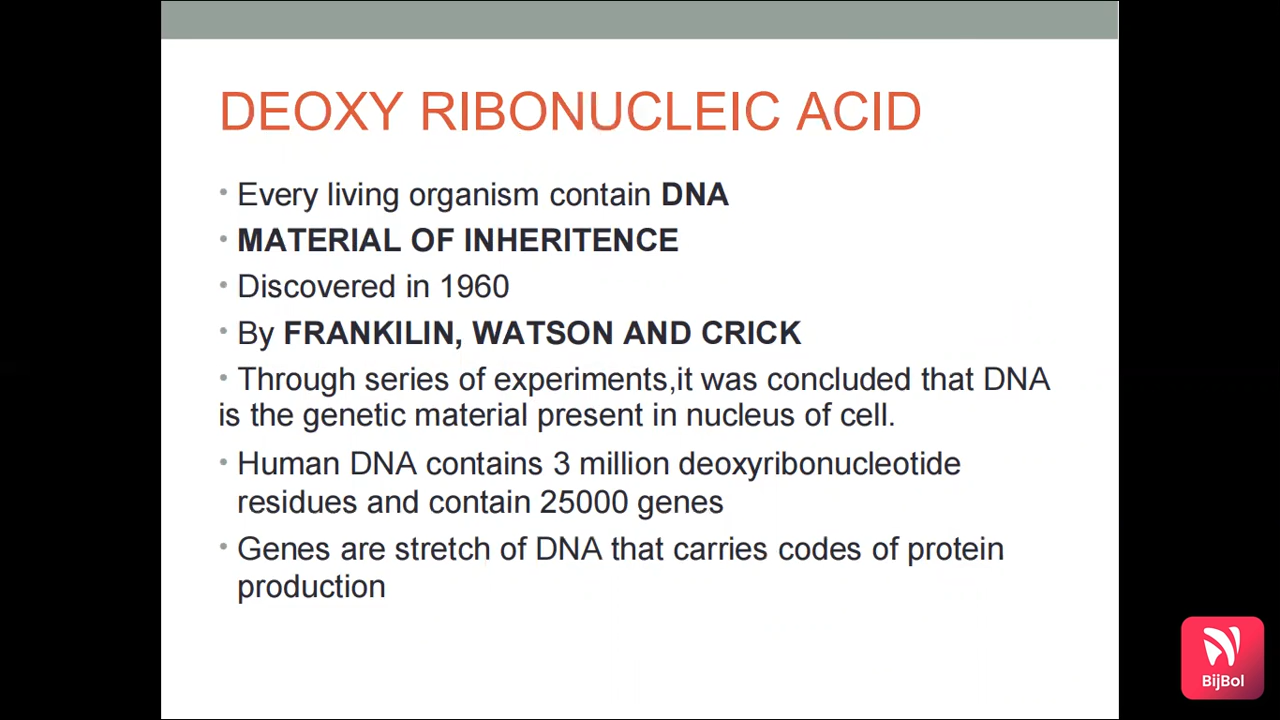 DEOXY RIBONUCLEIC ACID
• Every living organism contain DNA
• MATERIAL OF INHERITENCE
• Discovered in 1960
• By FRANKILIN, WATSON AND CRICK
• Through series of experiments,it was concluded that DNA
is the genetic material present in nucleus of cell.
• Human DNA contains 3 million deoxyribonucleotide
residues and contain 25000 genes
• Genes are stretch of DNA that carries codes of protein
production
BijBol